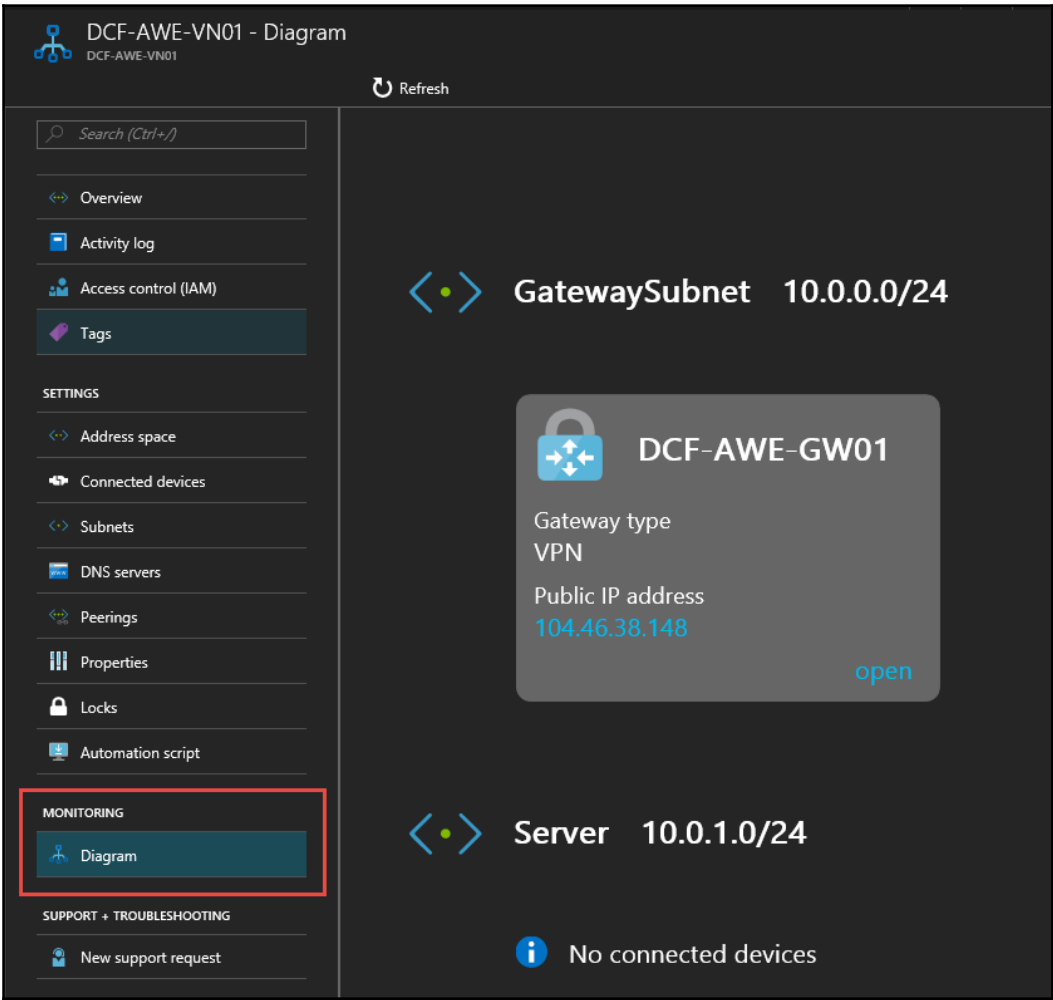 DCF-AWE-VN01 - Diagram
DCF-AWE-VN01
Refresh
Search (Ctrl+/)
Overview
Activity log
Access control (IAM)
Tags
SETTINGS
Address space
Connected devices
Subnets
DNS servers
Peerings
Properties
Locks
Automation script
MONITORING
Diagram
SUPPORT + TROUBLESHOOTING
New support request
GatewaySubnet 10.0.0.0/24
DCF-AWE-GW01
Gateway type
VPN
Public IP address
104.46.38.148
open
Server 10.0.1.0/24
No connected devices